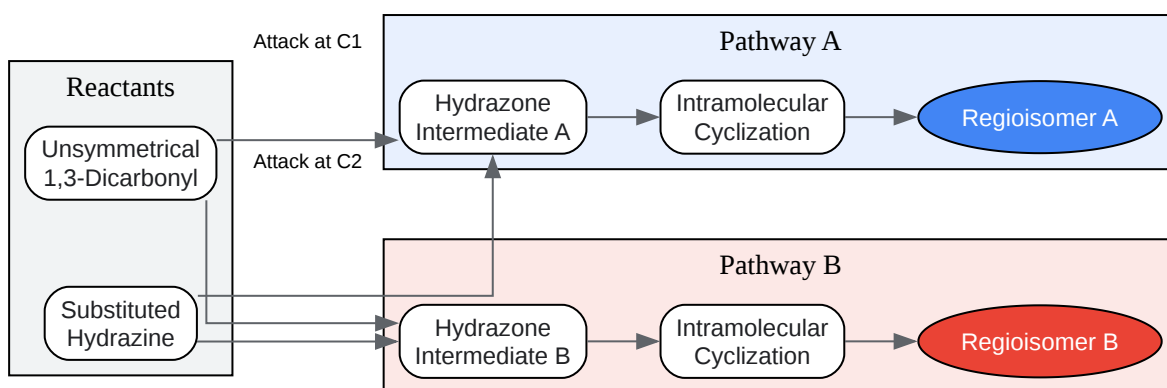 Reactants
Unsymmetrical
1,3-Dicarbonyl
Substituted
Hydrazine
Attack at C1
Attack at C2
Pathway A
Hydrazone
Intermediate A
Intramolecular
Cyclization
Regioisomer A
Pathway B
Hydrazone
Intermediate B
Intramolecular
Cyclization
Regioisomer B